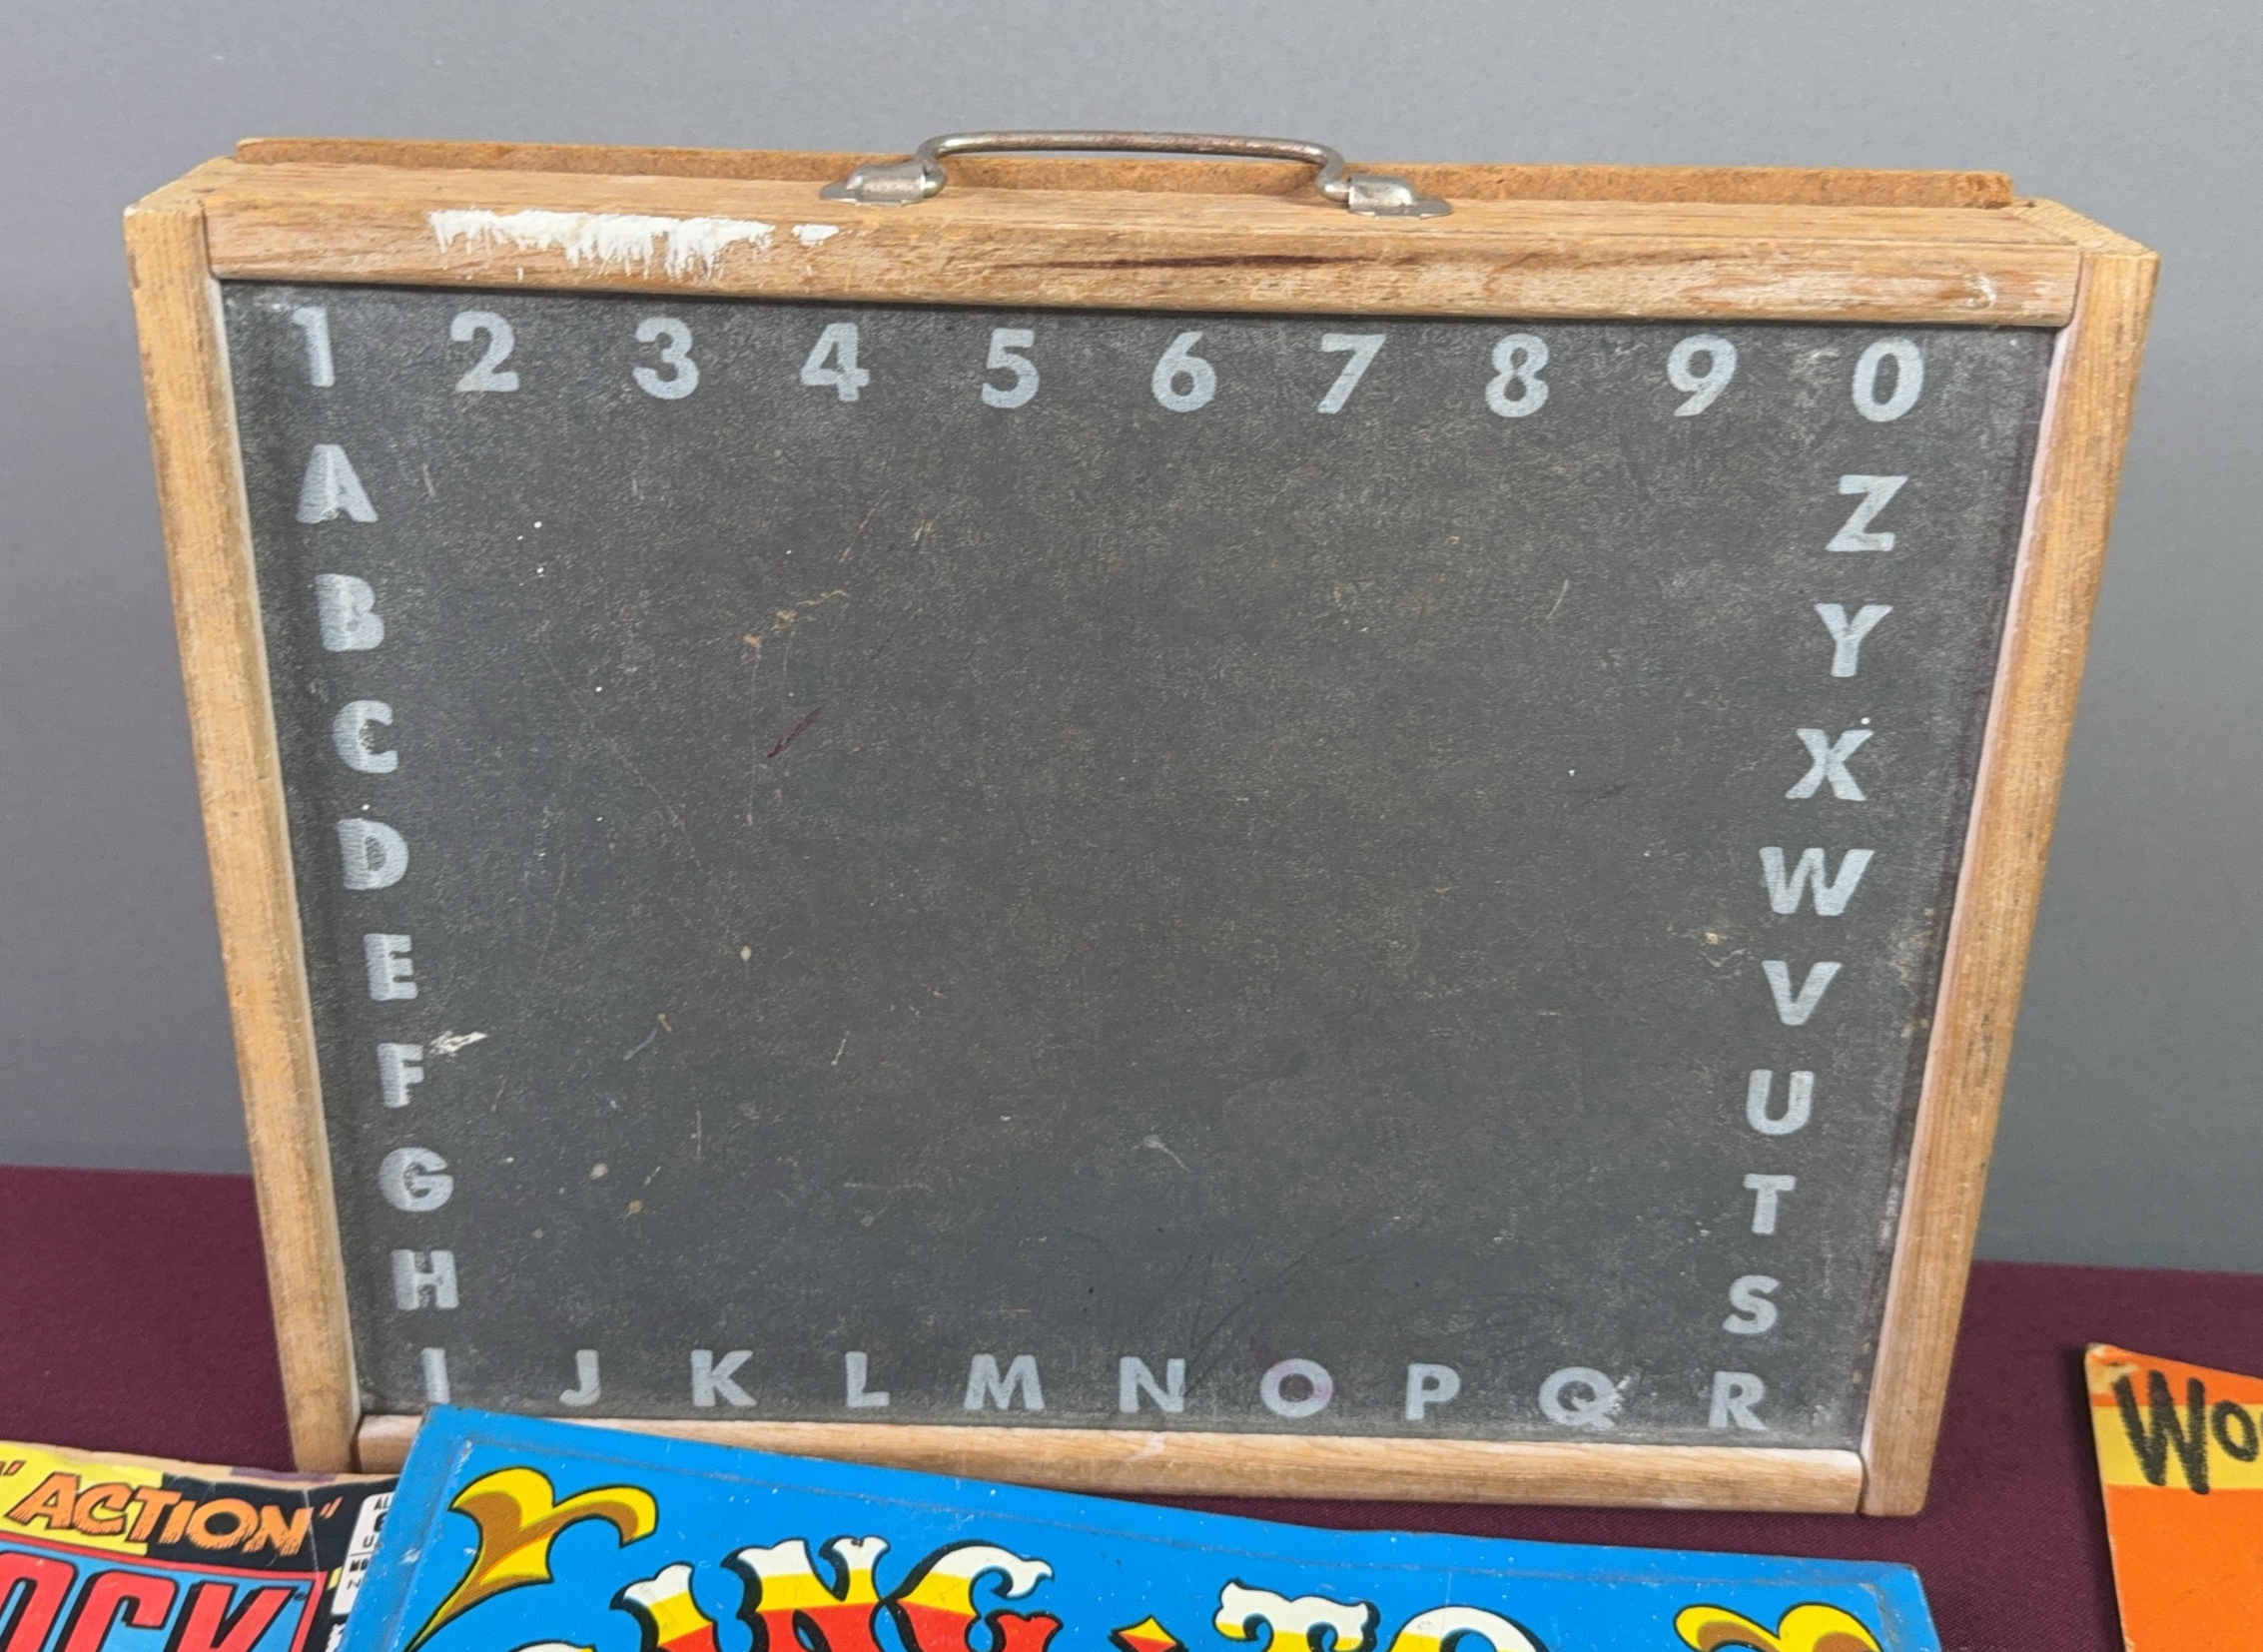 1 2 3 4 5 6 7 8 9 0
A Z
B Y
C X
D W
E V
F U
G T
H S
I J K L M N O P Q R
"ACTION"